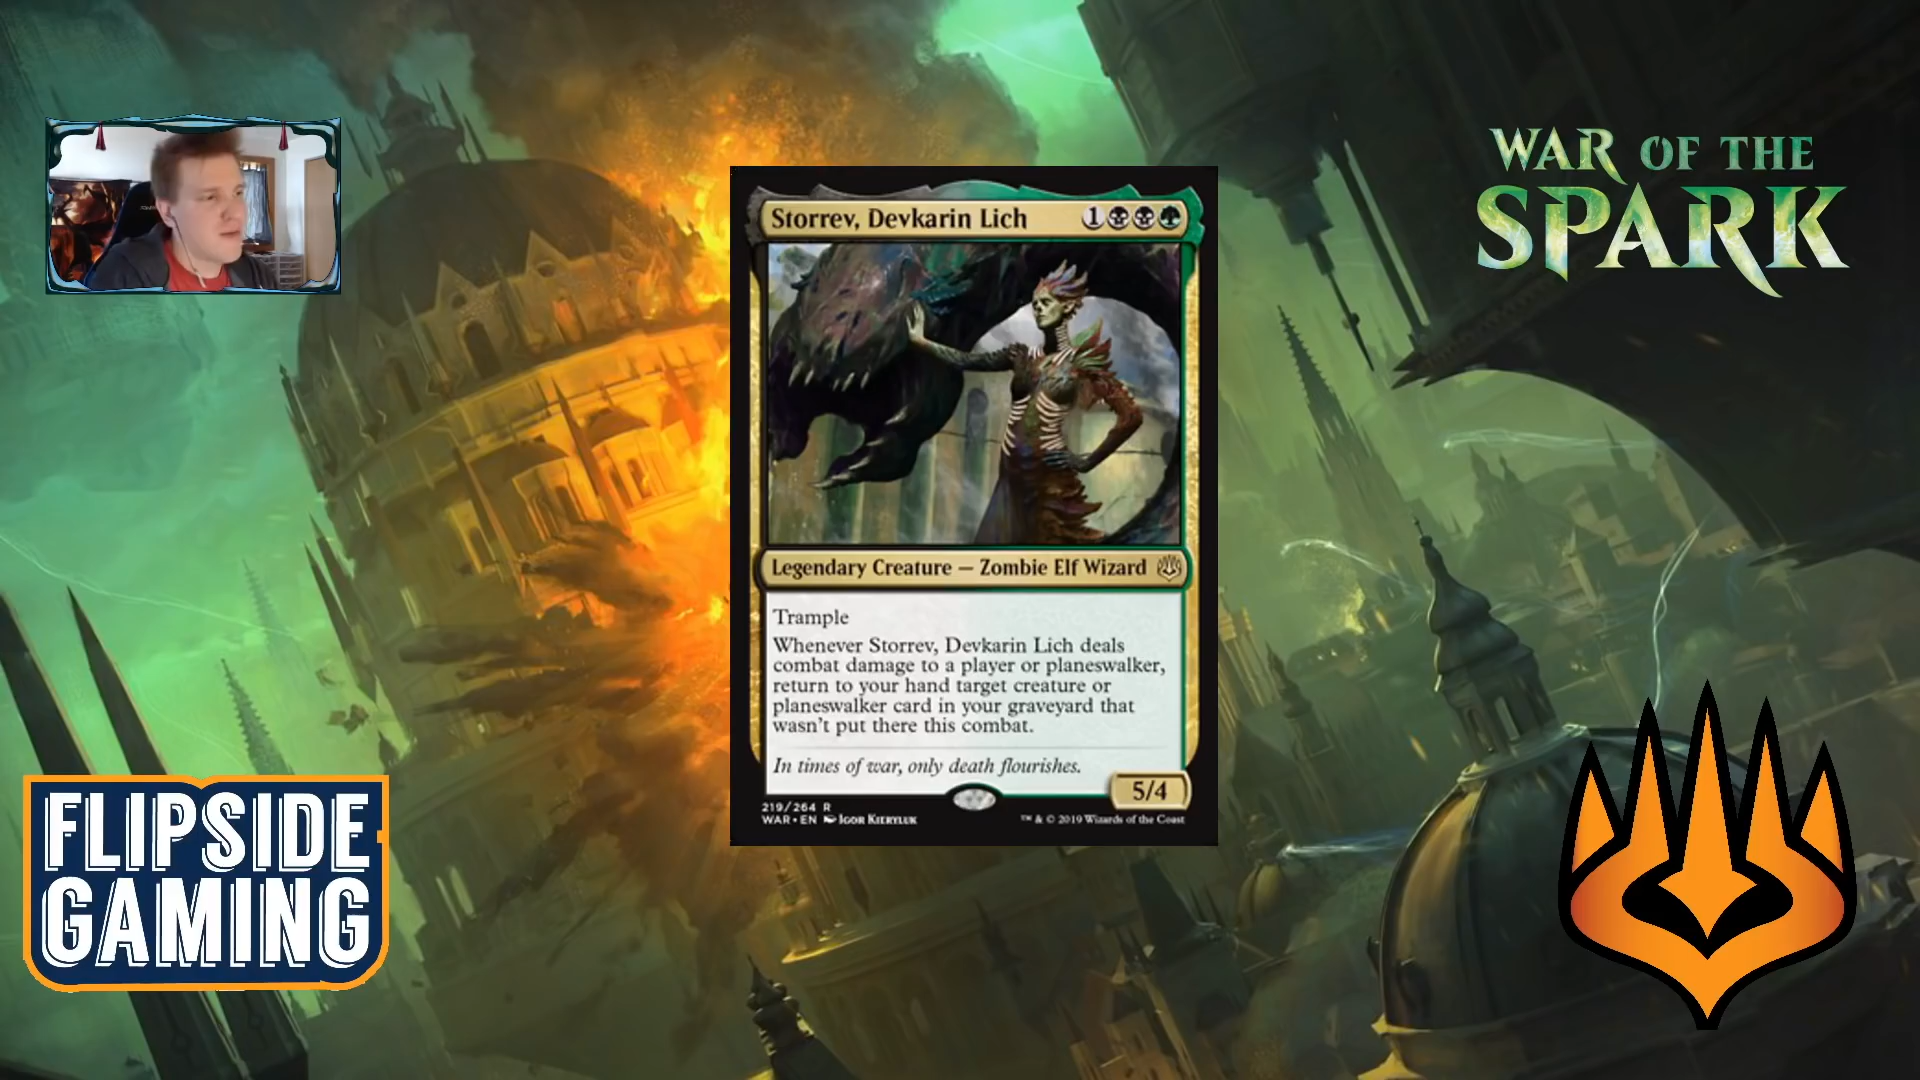 WAR OF THE
SPARK
Storrev, Devkarin Lich 1
Legendary Creature — Zombie Elf Wizard
Trample
Whenever Storrev, Devkarin Lich deals
combat damage to a player or planeswalker,
return to your hand target creature or
planeswalker card in your graveyard that
wasn't put there this combat.
In times of war, only death flourishes.
5/4
219/264 R
WAR • EN Igor Kieryluk
™ & © 2019 Wizards of the Coast
FLIPSIDE
GAMING